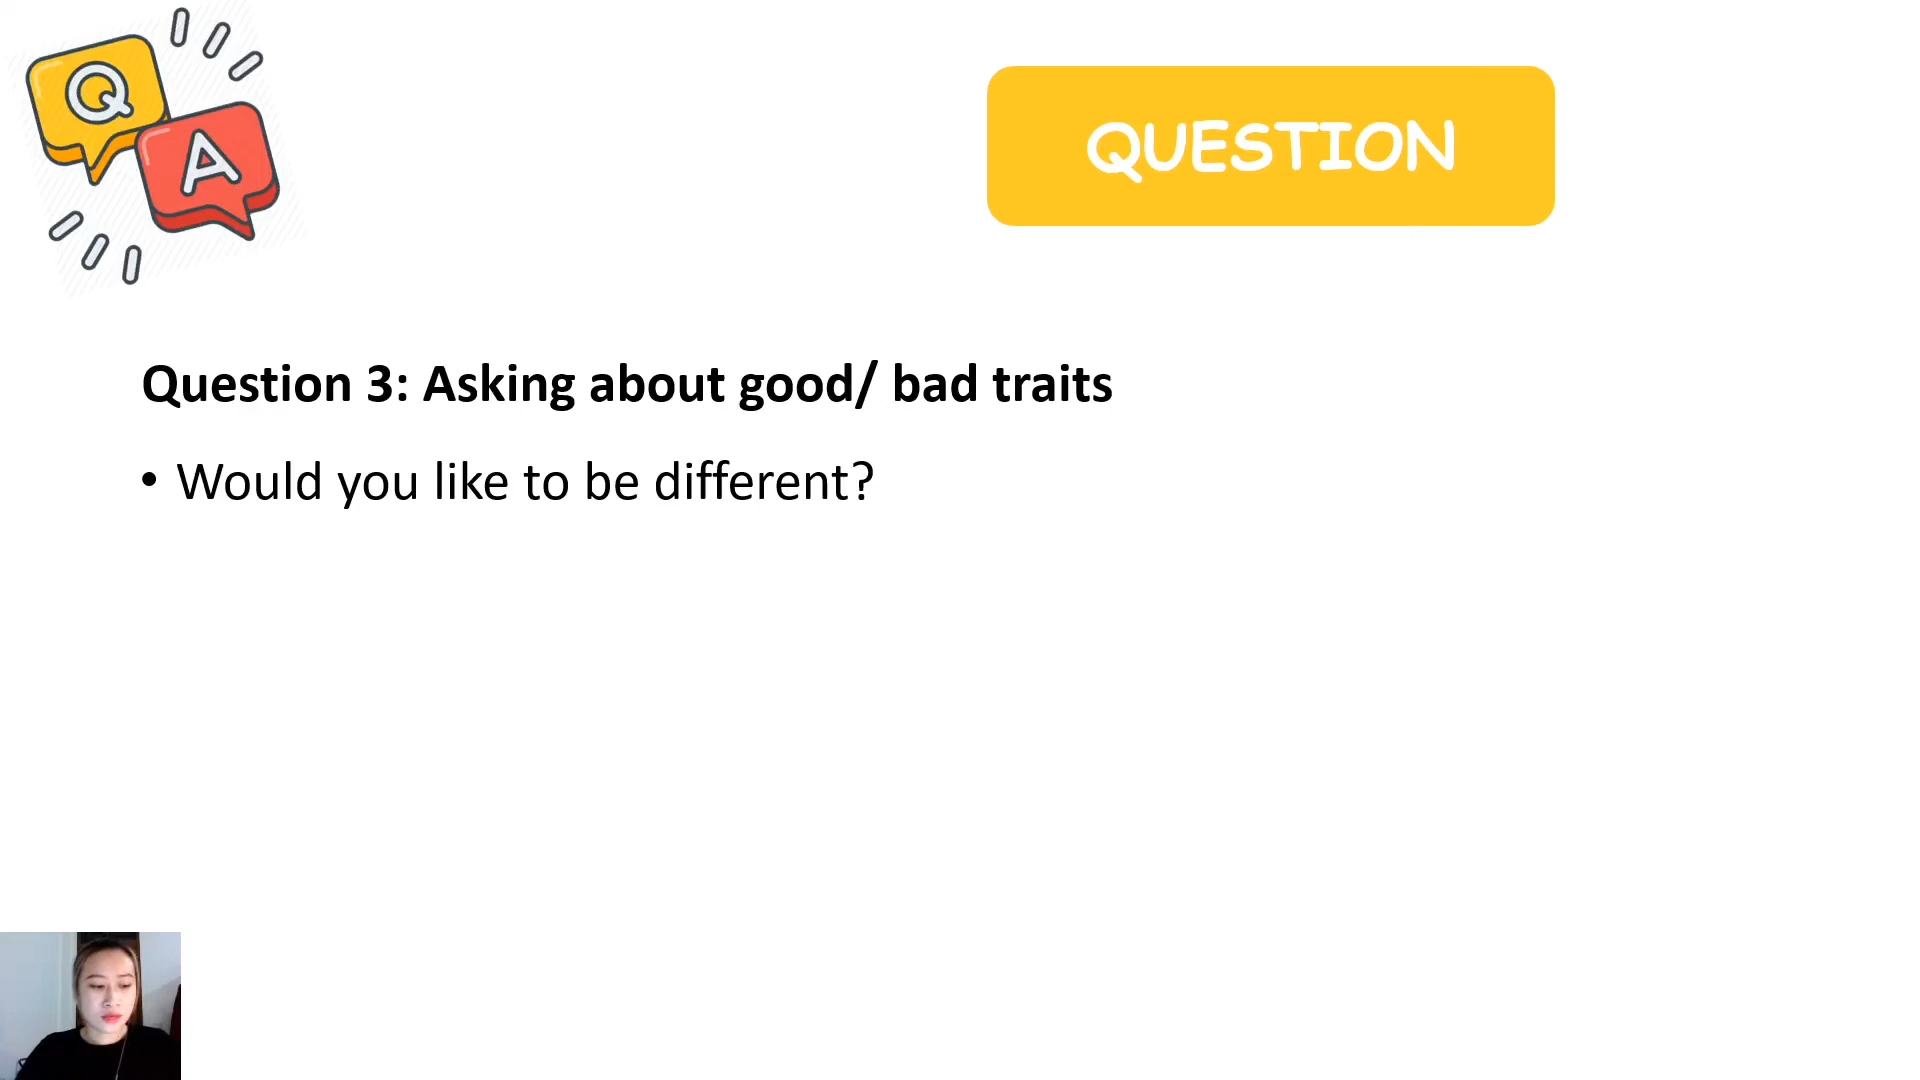 Q
A
QUESTION
Question 3: Asking about good/ bad traits
• Would you like to be different?